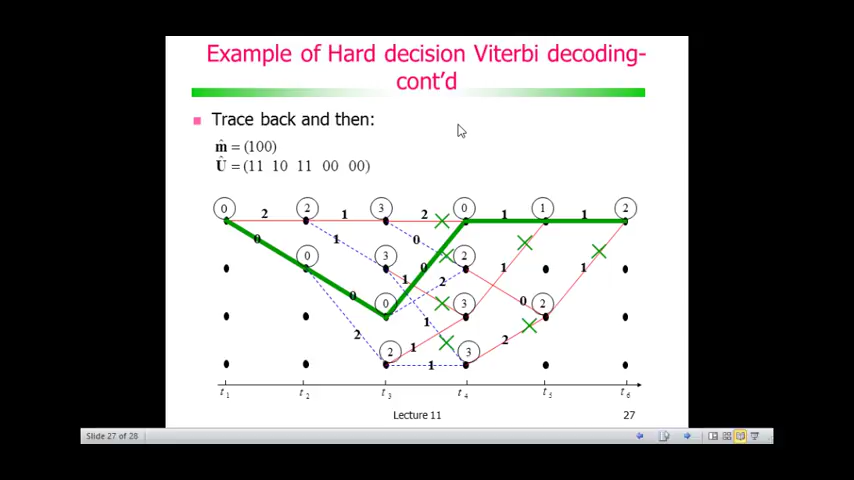 Example of Hard decision Viterbi decoding-
cont'd
Trace back and then:
m̂ = (100)
Û = (11 10 11 00 00)
0 2 3 0 1 2
2 1 2 1 1
0 1 0
0 3 2
0 1 0 2 1 1
0 0 3 2
2 1 1 2
2 3
1
t1 t2 t3 t4 t5 t6
Lecture 11
27
Slide 27 of 28